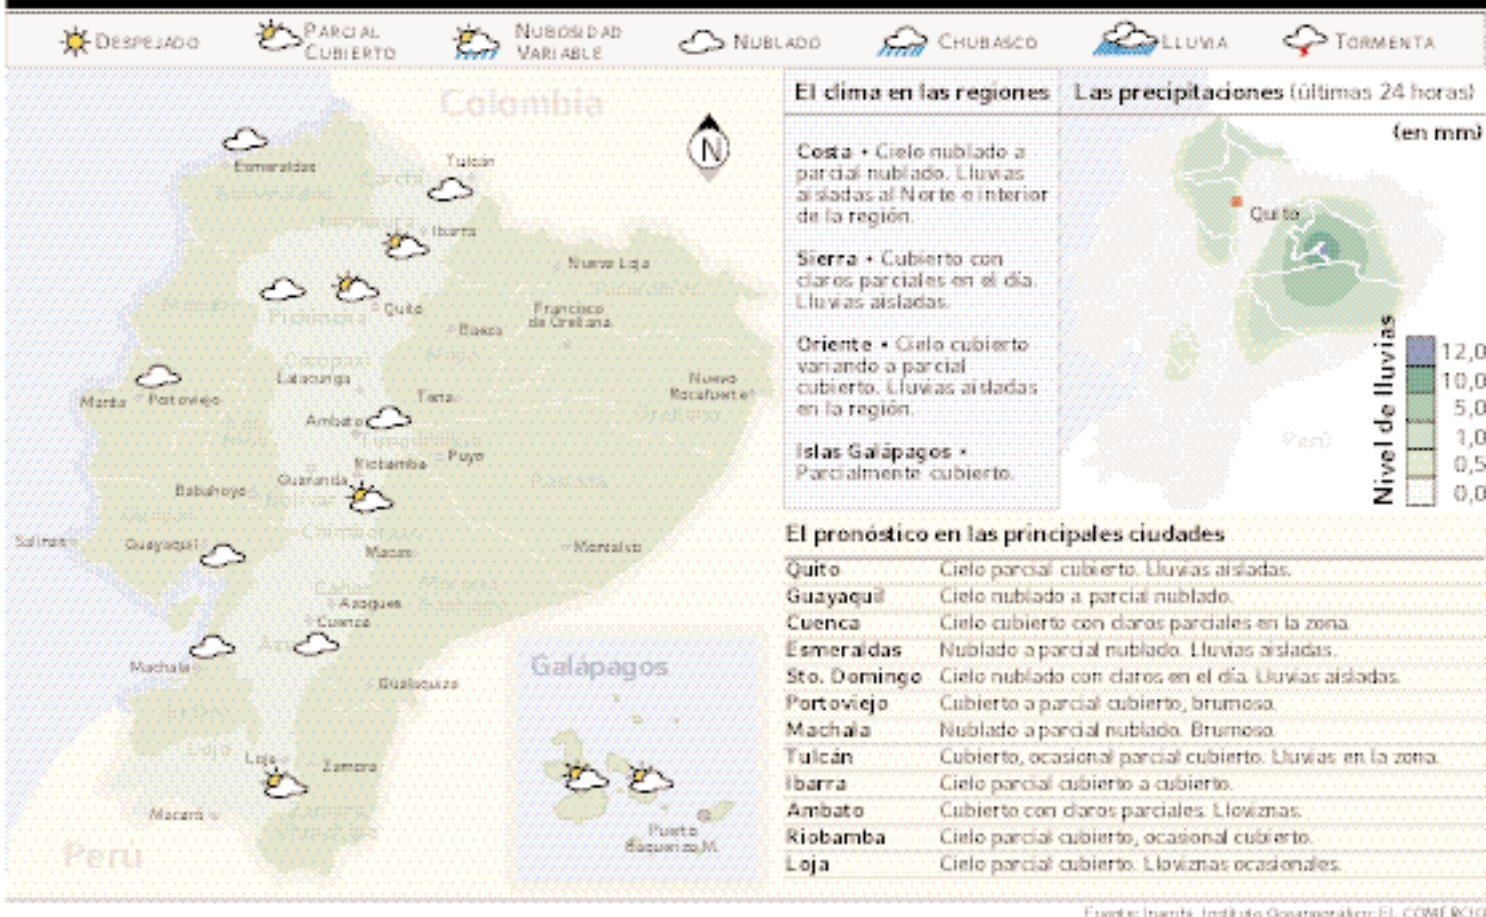 DESPEJADO
PARCIAL
CUBIERTO
NUBOSIDAD
VARIABLE
NUBLADO
CHUBASCO
LLUVIA
TORMENTA
Colombia
N
Esmeraldas
Tulcán
Ibarra
Nueva Loja
Quito
Pichincha
Baeza
Francisco
de Orellana
Cotopaxi
Latacunga
Manta
Portoviejo
Tena
Nuevo
Rocafuerte
Ambato
Riobamba
Puyo
Guaranda
Babahoyo
Salinas
Guayaquil
Macas
Montalvo
Azogues
Cuenca
Machala
Gualaquiza
Loja
Loja
Zamora
Macará
Perú
Galápagos
Puerto
Baquerizo M.
El clima en las regiones
Costa • Cielo nublado a
parcial nublado. Lluvias
aisladas al Norte e interior
de la región.
Sierra • Cubierto con
claros parciales en el día.
Lluvias aisladas.
Oriente • Cielo cubierto
variando a parcial
cubierto. Lluvias aisladas
en la región.
Islas Galápagos •
Parcialmente cubierto.
Las precipitaciones (últimas 24 horas)
(en mm)
Quito
Perú
Nivel de lluvias
12,0
10,0
5,0
1,0
0,5
0,0
El pronóstico en las principales ciudades
Quito Cielo parcial cubierto. Lluvias aisladas.
Guayaquil Cielo nublado a parcial nublado.
Cuenca Cielo cubierto con claros parciales en la zona.
Esmeraldas Nublado a parcial nublado. Lluvias aisladas.
Sto. Domingo Cielo nublado con claros en el día. Lluvias aisladas.
Portoviejo Cubierto a parcial cubierto, brumoso.
Machala Nublado a parcial nublado. Brumoso.
Tulcán Cubierto, ocasional parcial cubierto. Lluvias en la zona.
Ibarra Cielo parcial cubierto a cubierto.
Ambato Cubierto con claros parciales. Lloviznas.
Riobamba Cielo parcial cubierto, ocasional cubierto.
Loja Cielo parcial cubierto. Lloviznas ocasionales.